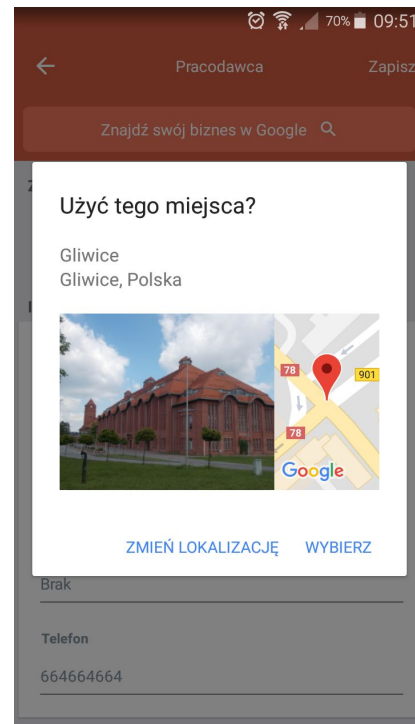 70% 09:51
Pracodawca Zapisz
Znajdź swój biznes w Google
Użyć tego miejsca?
Gliwice
Gliwice, Polska
78
901
78
Google
ZMIEŃ LOKALIZACJĘ WYBIERZ
Brak
Telefon
664664664